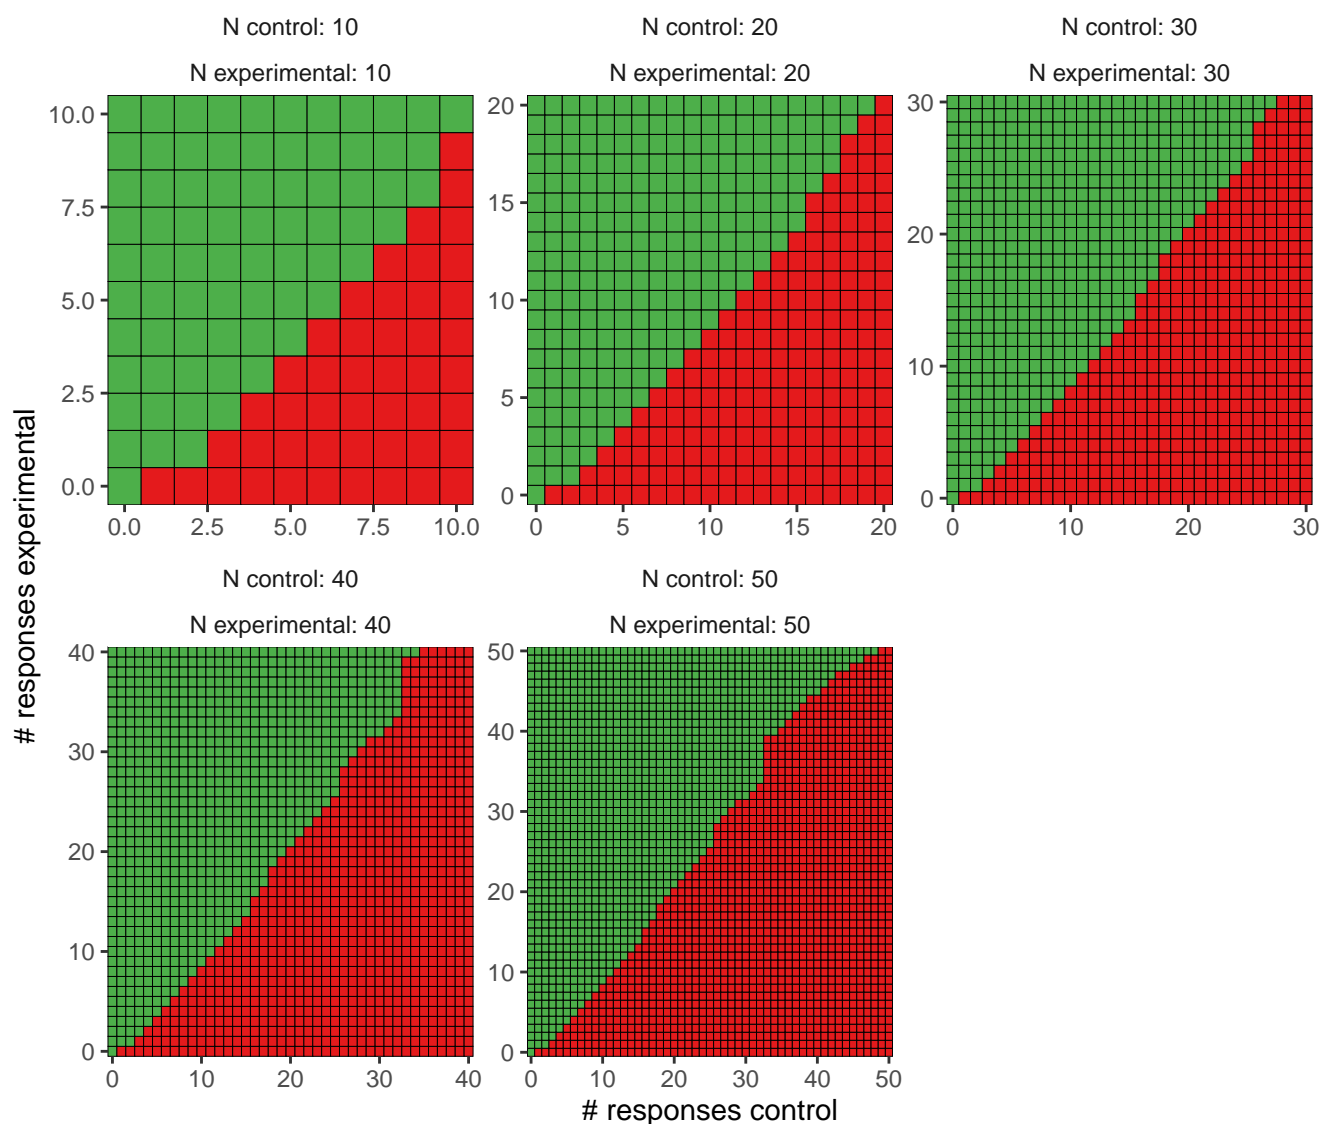 N control: 10
N experimental: 10
N control: 20
N experimental: 20
N control: 30
N experimental: 30
10.0
7.5
5.0
2.5
0.0
0.0 2.5 5.0 7.5 10.0
20
15
10
5
0
0 5 10 15 20
30
20
10
0
0 10 20 30
# responses experimental
N control: 40
N experimental: 40
N control: 50
N experimental: 50
40
30
20
10
0
0 10 20 30 40
50
40
30
20
10
0
0 10 20 30 40 50
# responses control